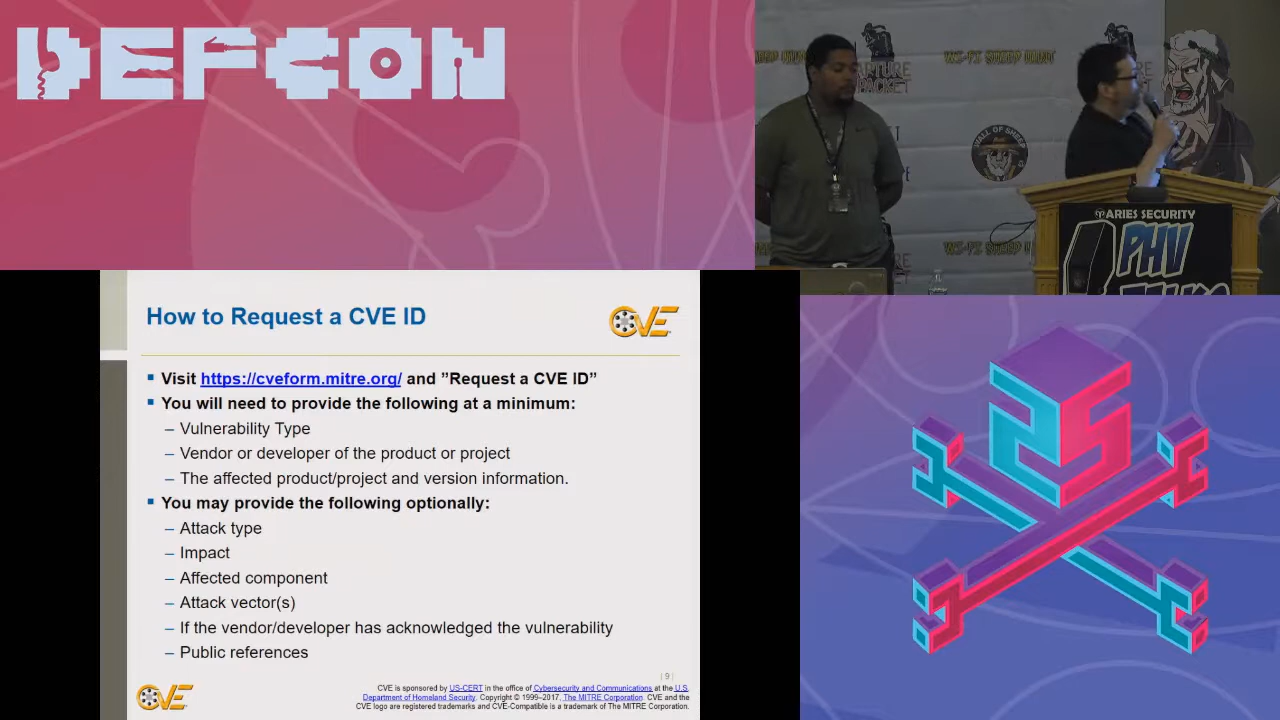 DEFCON
WALL OF SHEEP
ARIES SECURITY
PHV
How to Request a CVE ID
CVE
Visit https://cveform.mitre.org/ and ”Request a CVE ID”
You will need to provide the following at a minimum:
– Vulnerability Type
– Vendor or developer of the product or project
– The affected product/project and version information.
You may provide the following optionally:
– Attack type
– Impact
– Affected component
– Attack vector(s)
– If the vendor/developer has acknowledged the vulnerability
– Public references
| 9 |
CVE
CVE is sponsored by US-CERT in the office of Cybersecurity and Communications at the U.S.
Department of Homeland Security. Copyright © 1999–2017, The MITRE Corporation. CVE and the
CVE logo are registered trademarks and CVE-Compatible is a trademark of The MITRE Corporation.
25